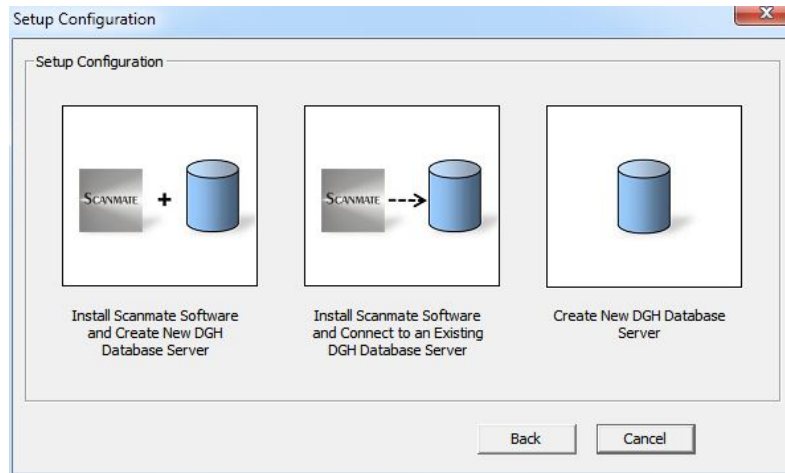 Setup Configuration
Setup Configuration
SCANMATE
+
SCANMATE
Install Scanmate Software
and Create New DGH
Database Server
Install Scanmate Software
and Connect to an Existing
DGH Database Server
Create New DGH Database
Server
Back
Cancel